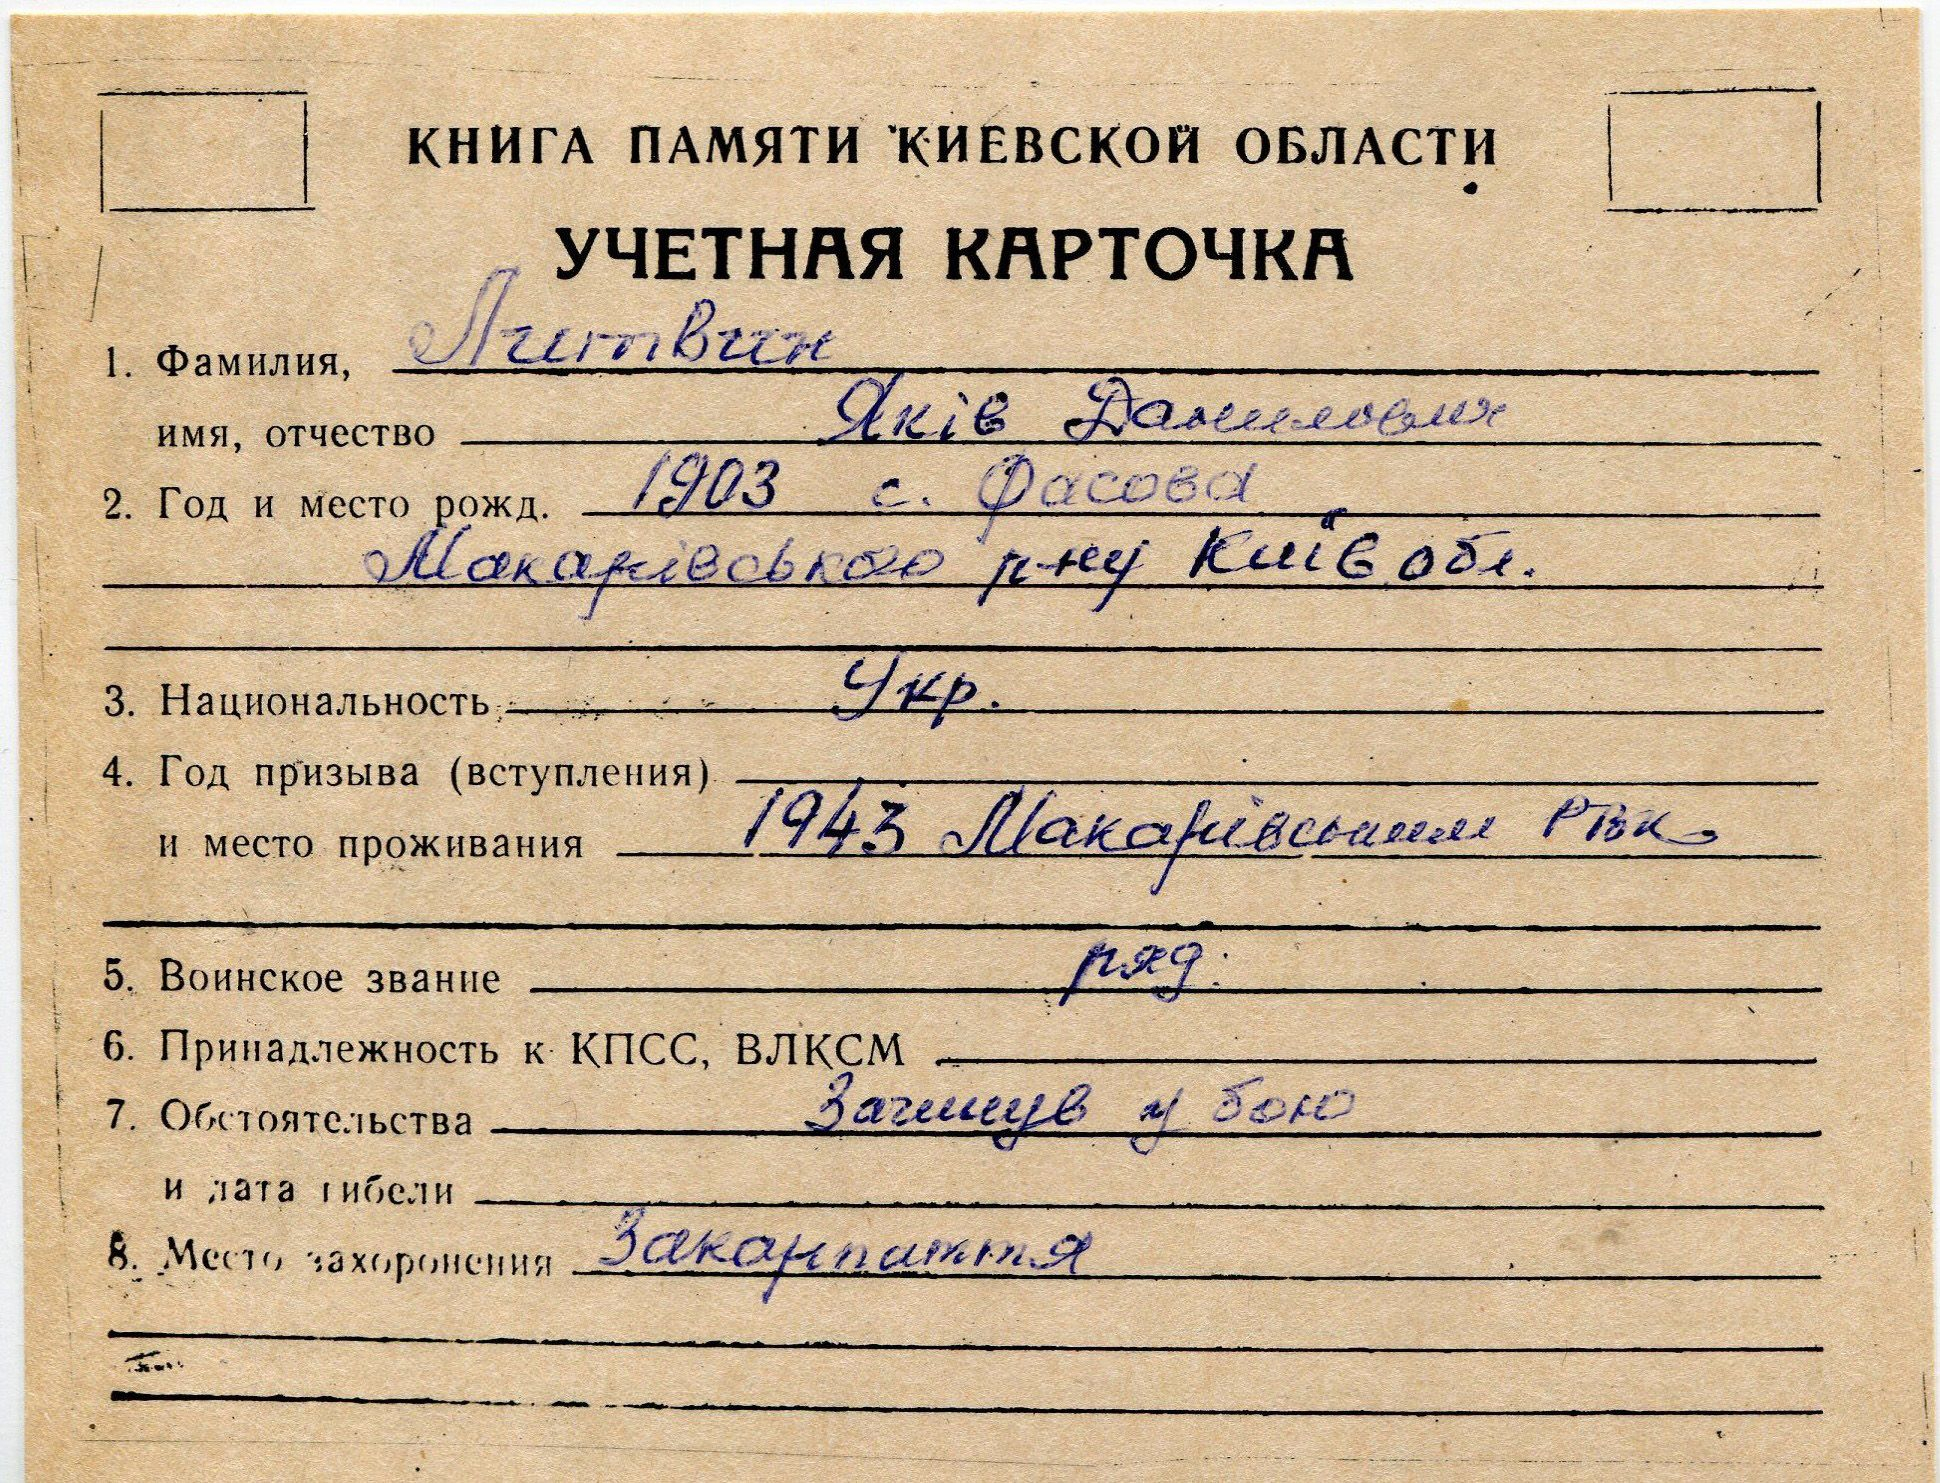 КНИГА ПАМЯТИ КИЕВСКОЙ ОБЛАСТИ
УЧЕТНАЯ КАРТОЧКА
1. Фамилия, Литвин
имя, отчество Яків Данилович
2. Год и место рожд. 1903 с. Фасова
Макарівського р-ну Київ обл.
3. Национальность Укр.
4. Год призыва (вступления)
и место проживания 1943 Макарівським РВК
5. Воинское звание ряд.
6. Принадлежность к КПСС, ВЛКСМ
7. Обстоятельства Загинув у бою
и дата гибели
8. Место захоронения Закарпаття